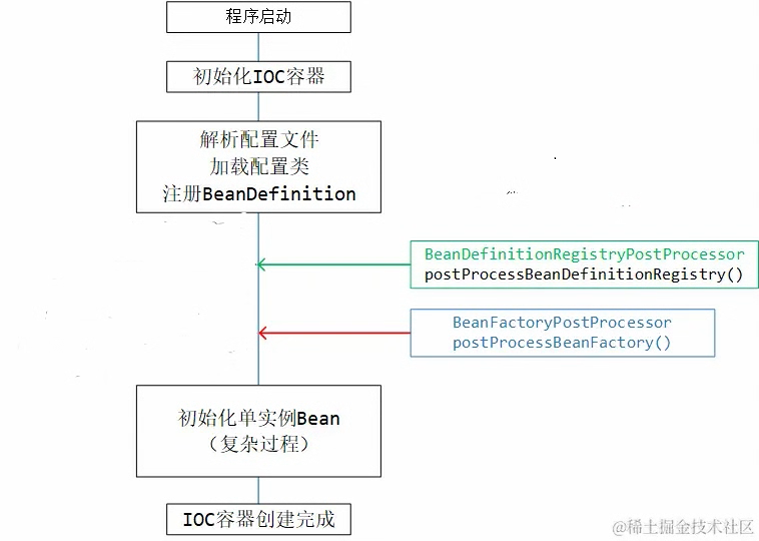 程序启动
初始化IOC容器
解析配置文件
加载配置类
注册BeanDefinition
BeanDefinitionRegistryPostProcessor
postProcessBeanDefinitionRegistry()
BeanFactoryPostProcessor
postProcessBeanFactory()
初始化单实例Bean
（复杂过程）
IOC容器创建完成
@稀土掘金技术社区